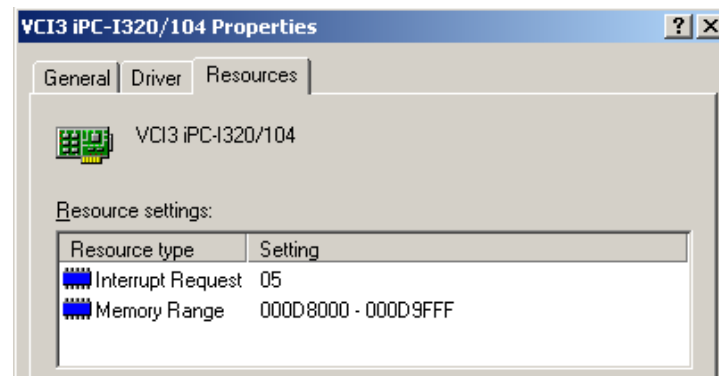 VCI3 iPC-I320/104 Properties
General Driver Resources
VCI3 iPC-I320/104
Resource settings:
Resource type Setting
Interrupt Request 05
Memory Range 000D8000 - 000D9FFF